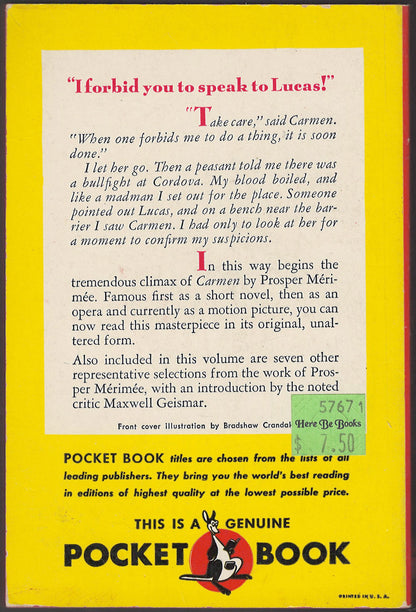 "I forbid you to speak to Lucas!"
"Take care," said Carmen.
"When one forbids me to do a thing, it is soon
done."
I let her go. Then a peasant told me there was
a bullfight at Cordova. My blood boiled, and
like a madman I set out for the place. Someone
pointed out Lucas, and on a bench near the bar-
rier I saw Carmen. I had only to look at her for
a moment to confirm my suspicions.
In this way begins the
tremendous climax of Carmen by Prosper Méri-
mée. Famous first as a short novel, then as an
opera and currently as a motion picture, you can
now read this masterpiece in its original, unal-
tered form.
Also included in this volume are seven other
representative selections from the work of Pros-
per Mérimée, with an introduction by the noted
critic Maxwell Geismar.
Front cover illustration by Bradshaw Crandal
57671
Here Be Books
$ 7.50
POCKET BOOK titles are chosen from the lists of all
leading publishers. They bring you the world's best reading
in editions of highest quality at the lowest possible price.
THIS IS A GENUINE
POCKET BOOK
PRINTED IN U. S. A.